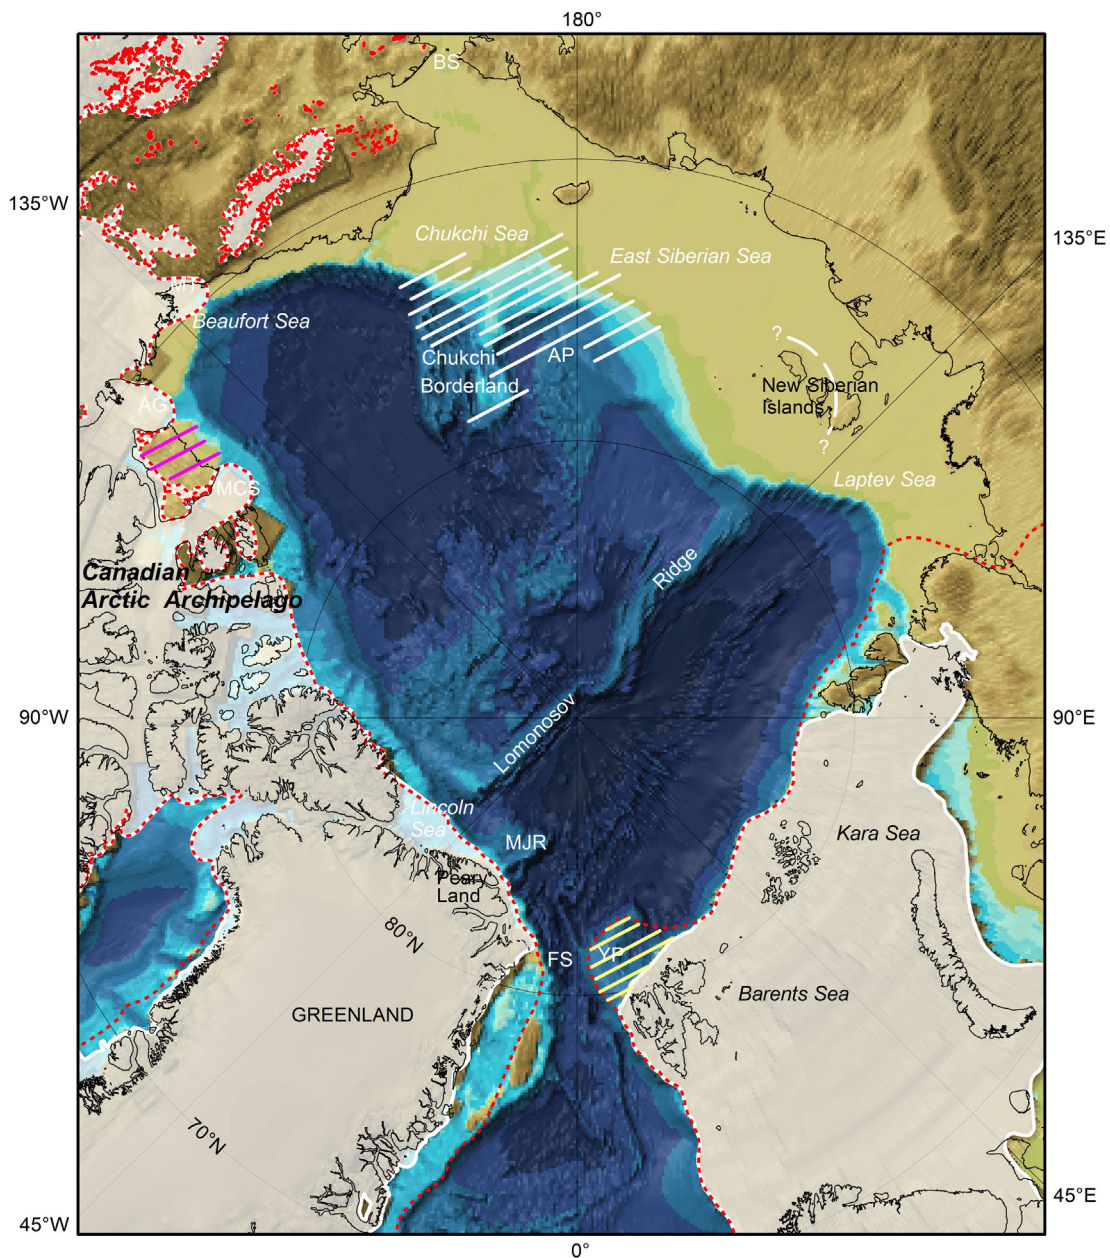 180°
BS
135°W
Chukchi Sea
135°E
East Siberian Sea
MT
Beaufort Sea
?
Chukchi
AP
Borderland
New Siberian
Islands
AG
?
Laptev Sea
MCS
Ridge
Canadian
Arctic Archipelago
Lomonosov
90°W
90°E
Lincoln
Sea
Kara Sea
MJR
Peary
Land
80°N
FS
YP
Barents Sea
GREENLAND
70°N
45°W
45°E
0°